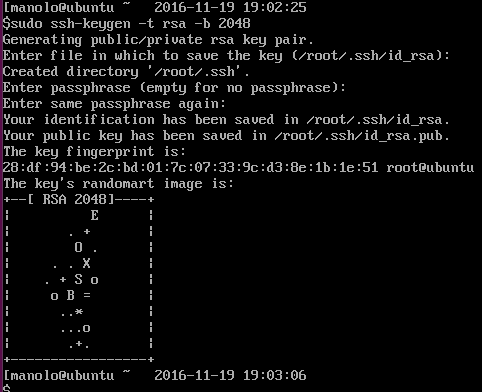 [manolo@ubuntu ~   2016-11-19 19:02:25
$sudo ssh-keygen -t rsa -b 2048
Generating public/private rsa key pair.
Enter file in which to save the key (/root/.ssh/id_rsa):
Created directory '/root/.ssh'.
Enter passphrase (empty for no passphrase):
Enter same passphrase again:
Your identification has been saved in /root/.ssh/id_rsa.
Your public key has been saved in /root/.ssh/id_rsa.pub.
The key fingerprint is:
28:df:94:be:2c:bd:01:7c:07:33:9c:d3:8e:1b:1e:51 root@ubuntu
The key's randomart image is:
+--[ RSA 2048]----+
|          E      |
|       . +       |
|        O .      |
|     . . X       |
|    . + S o      |
|     o B =       |
|      ..*        |
|      ...o       |
|       .+.       |
+-----------------+
[manolo@ubuntu ~   2016-11-19 19:03:06
$